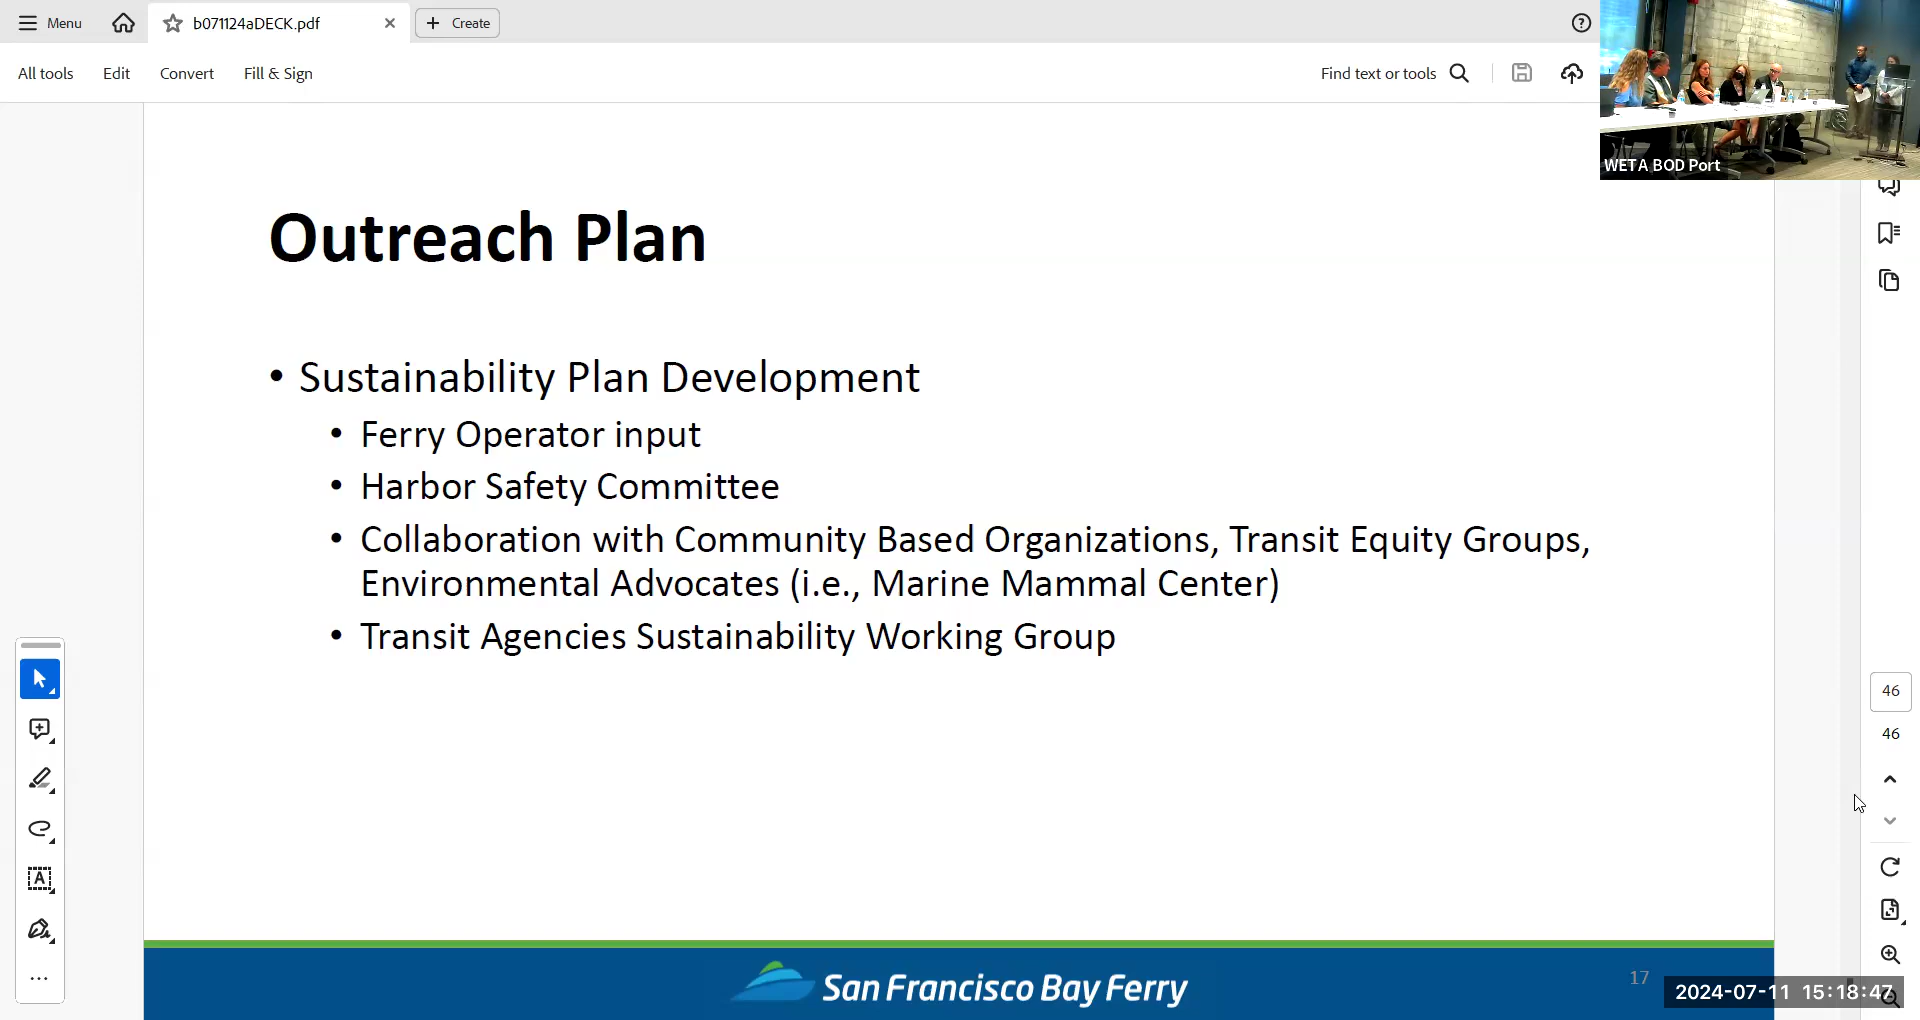 Menu
b071124aDECK.pdf
Create
All tools
Edit
Convert
Fill & Sign
Find text or tools
WETA BOD Port
Outreach Plan
• Sustainability Plan Development
• Ferry Operator input
• Harbor Safety Committee
• Collaboration with Community Based Organizations, Transit Equity Groups,
Environmental Advocates (i.e., Marine Mammal Center)
• Transit Agencies Sustainability Working Group
46
46
San Francisco Bay Ferry
17
2024-07-11 15:18:47